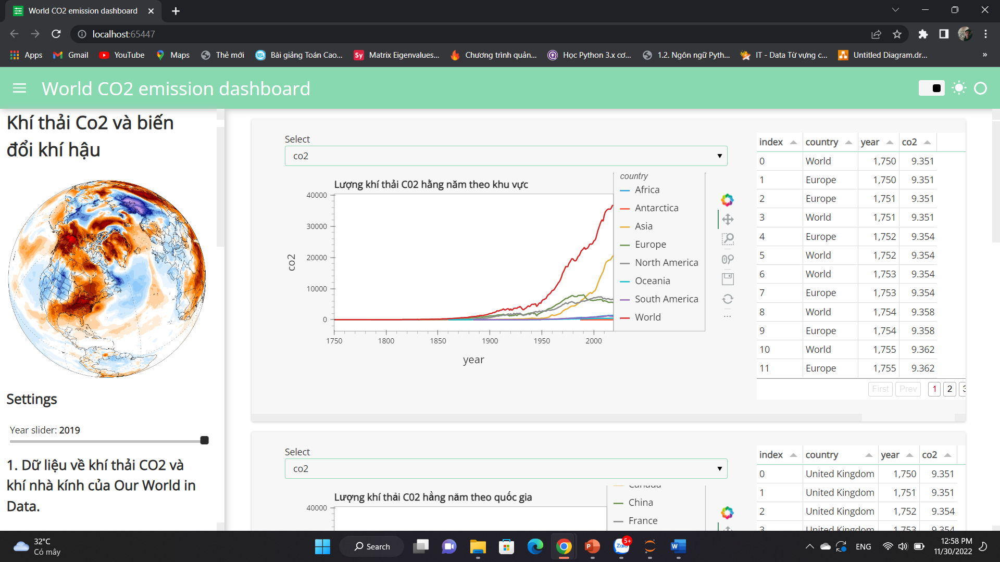 World CO2 emission dashboard
localhost:65447
Apps
Gmail
YouTube
Maps
Thẻ mới
Bài giảng Toán Cao...
Sy
Matrix Eigenvalues...
Chương trình quản...
Học Python 3.x cơ...
1.2. Ngôn ngữ Pyth...
IT - Data Từ vựng c...
Untitled Diagram.dr...
»
World CO2 emission dashboard
Khí thải Co2 và biến
đổi khí hậu
Settings
Year slider: 2019
1. Dữ liệu về khí thải CO2 và
khí nhà kính của Our World in
Data.
Select
co2
Lượng khí thải C02 hằng năm theo khu vực
40000
30000
20000
10000
0
co2
1750 1800 1850 1900 1950 2000
year
country
Africa
Antarctica
Asia
Europe
North America
Oceania
South America
World
index country year co2
0 World 1,750 9.351
1 Europe 1,750 9.351
2 Europe 1,751 9.351
3 World 1,751 9.351
4 Europe 1,752 9.354
5 World 1,752 9.354
6 World 1,753 9.354
7 Europe 1,753 9.354
8 World 1,754 9.358
9 Europe 1,754 9.358
10 World 1,755 9.362
11 Europe 1,755 9.362
First Prev 1 2 3
Select
co2
Lượng khí thải C02 hằng năm theo quốc gia
40000
Canada
China
France
index country year co2
0 United Kingdom 1,750 9.351
1 United Kingdom 1,751 9.351
2 United Kingdom 1,752 9.354
3 United Kingdom 1,753 9.354
32°C
Có mây
Search
Zalo
5+
ENG
12:58 PM
11/30/2022